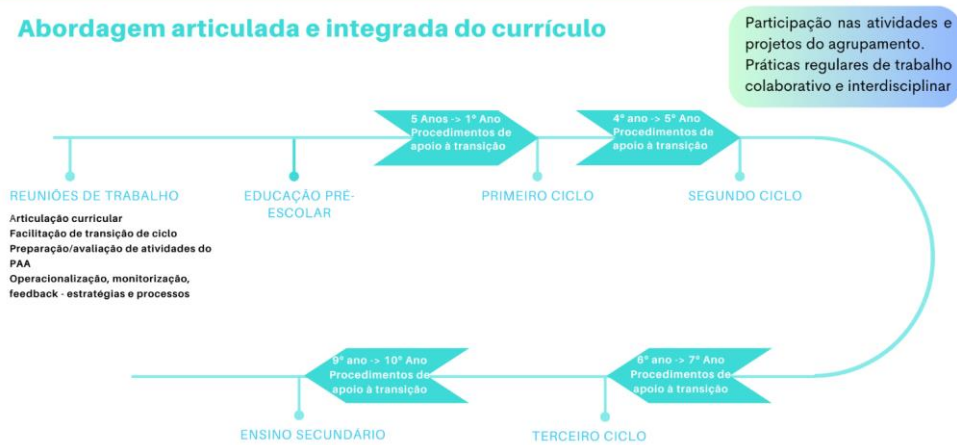 Abordagem articulada e integrada do currículo
Participação nas atividades e
projetos do agrupamento.
Práticas regulares de trabalho
colaborativo e interdisciplinar
5 Anos -> 1º Ano
Procedimentos de
apoio à transição
4º ano -> 5º Ano
Procedimentos de
apoio à transição
REUNIÕES DE TRABALHO
Articulação curricular
Facilitação de transição de ciclo
Preparação/avaliação de atividades do
PAA
Operacionalização, monitorização,
feedback - estratégias e processos
EDUCAÇÃO PRÉ-
ESCOLAR
PRIMEIRO CICLO
SEGUNDO CICLO
9º ano -> 10º Ano
Procedimentos de
apoio à transição
6º ano -> 7º Ano
Procedimentos de
apoio à transição
ENSINO SECUNDÁRIO
TERCEIRO CICLO